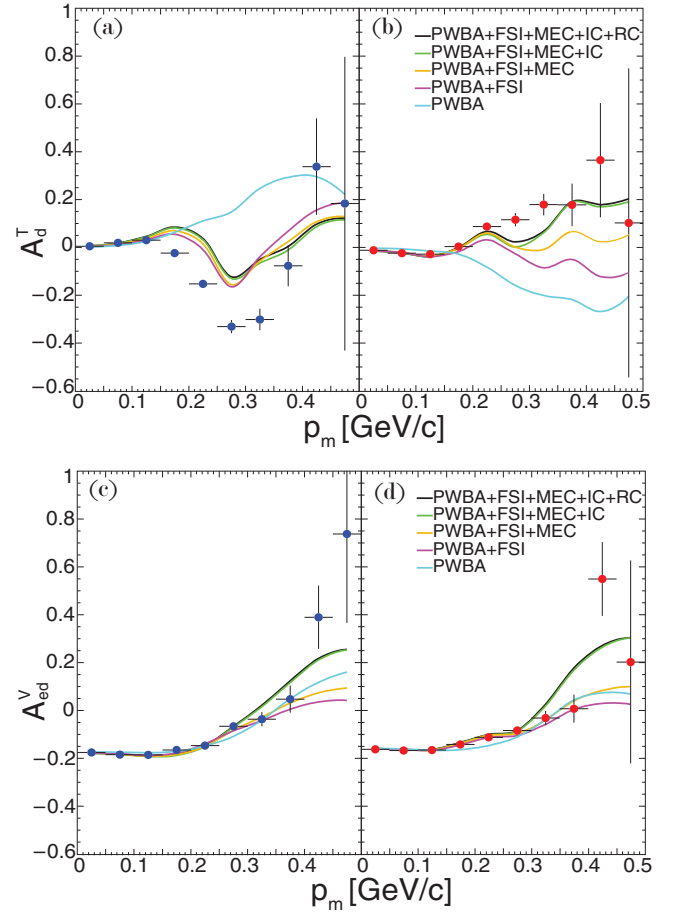 (a)
(b)
PWBA+FSI+MEC+IC+RC
PWBA+FSI+MEC+IC
PWBA+FSI+MEC
PWBA+FSI
PWBA
1
0.8
0.6
0.4
0.2
0
−0.2
−0.4
−0.6
A_d^T
0 0.1 0.2 0.3 0.4 0 0.1 0.2 0.3 0.4 0.5
p_m [GeV/c] p_m [GeV/c]
(c)
(d)
PWBA+FSI+MEC+IC+RC
PWBA+FSI+MEC+IC
PWBA+FSI+MEC
PWBA+FSI
PWBA
1
0.8
0.6
0.4
0.2
0
−0.2
−0.4
−0.6
A_ed^V
0 0.1 0.2 0.3 0.4 0 0.1 0.2 0.3 0.4 0.5
p_m [GeV/c] p_m [GeV/c]